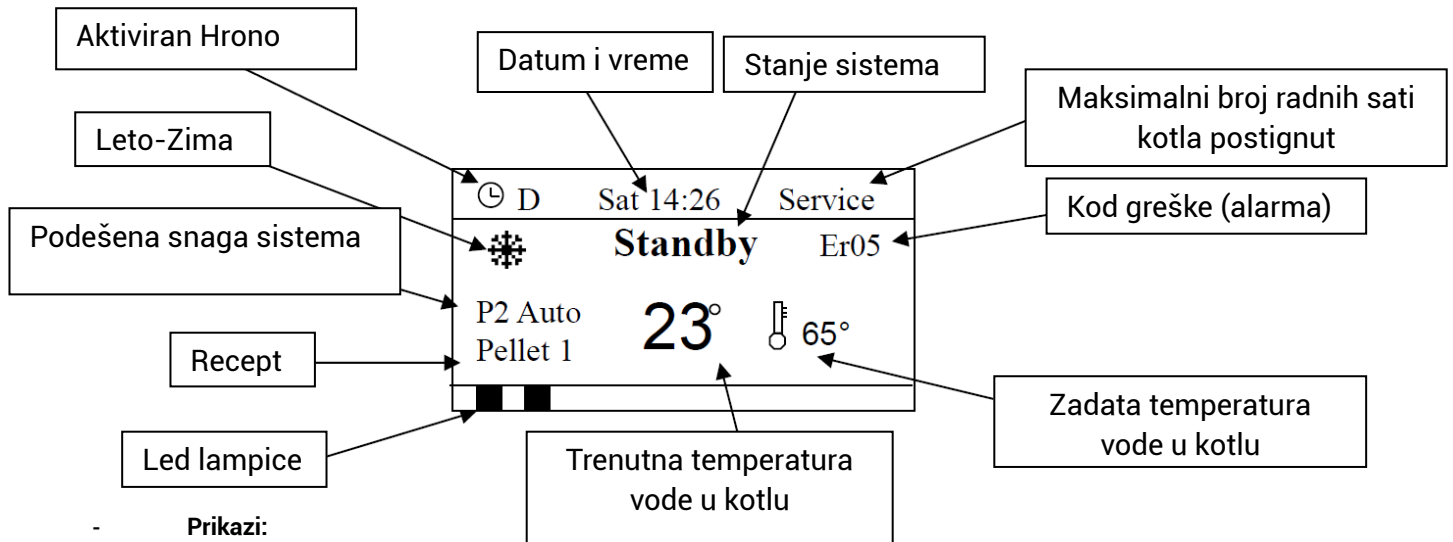 Aktiviran Hrono
Datum i vreme
Stanje sistema
Maksimalni broj radnih sati
kotla postignut
Leto-Zima
Kod greške (alarma)
Podešena snaga sistema
D Sat 14:26 Service
Standby Er05
P2 Auto
Pellet 1
23° 65°
Recept
Zadata temperatura
vode u kotlu
Led lampice
Trenutna temperatura
vode u kotlu
- Prikazi: